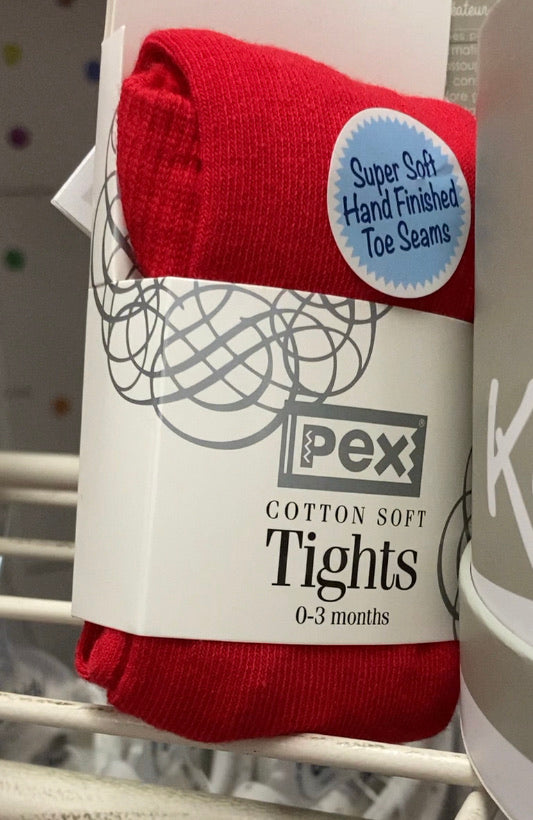 Super Soft
Hand Finished
Toe Seams
pex®
COTTON SOFT
Tights
0-3 months